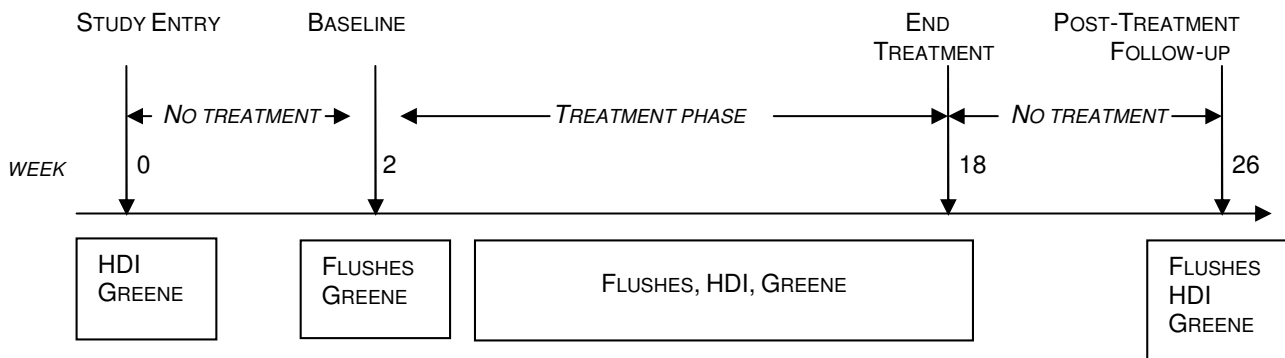 STUDY ENTRY BASELINE END POST-TREATMENT
TREATMENT FOLLOW-UP
NO TREATMENT TREATMENT PHASE NO TREATMENT
WEEK 0 2 18 26
HDI FLUSHES FLUSHES, HDI, GREENE FLUSHES
GREENE GREENE HDI
GREENE